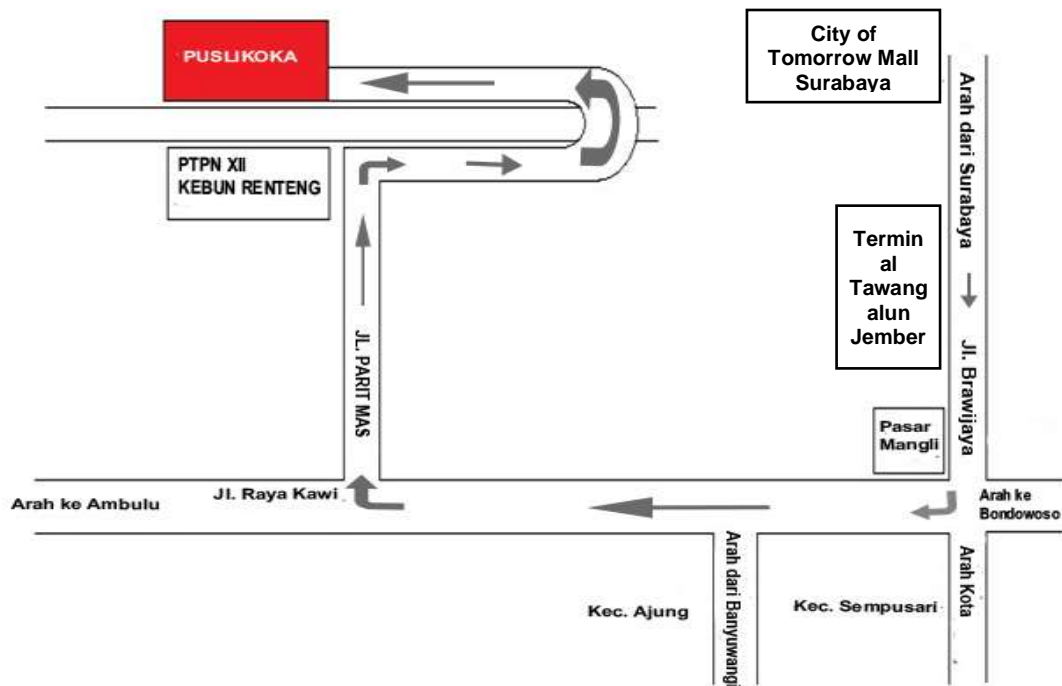 PUSLIKOKA
City of
Tomorrow Mall
Surabaya
Arah dari Surabaya
PTPN XII
KEBUN RENTENG
Termin
al
Tawang
alun
Jember
JL. PARIT MAS
Jl. Brawijaya
Pasar
Mangli
Arah ke Ambulu
Jl. Raya Kawi
Arah ke
Bondowoso
Arah dari Banyuwangi
Arah Kota
Kec. Ajung
Kec. Sempusari